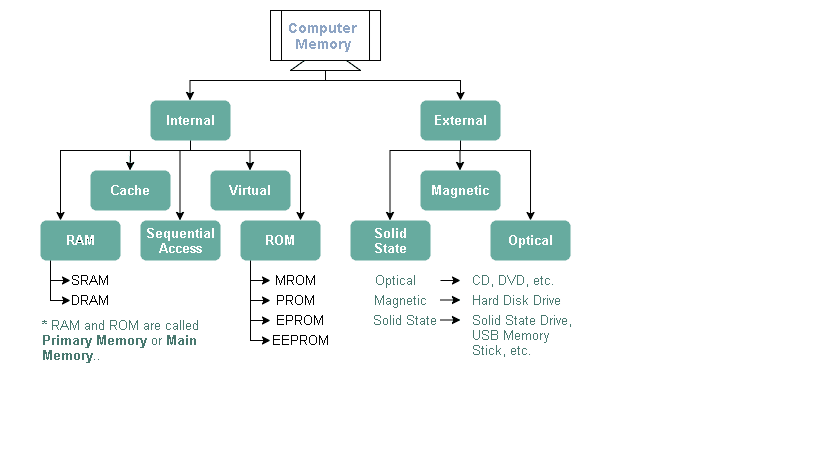 Computer
Memory
Internal
External
Cache
Virtual
Magnetic
RAM
Sequential
Access
ROM
Solid
State
Optical
SRAM
DRAM
MROM
PROM
EPROM
EEPROM
* RAM and ROM are called
Primary Memory or Main
Memory..
Optical CD, DVD, etc.
Magnetic Hard Disk Drive
Solid State Solid State Drive,
USB Memory
Stick, etc.